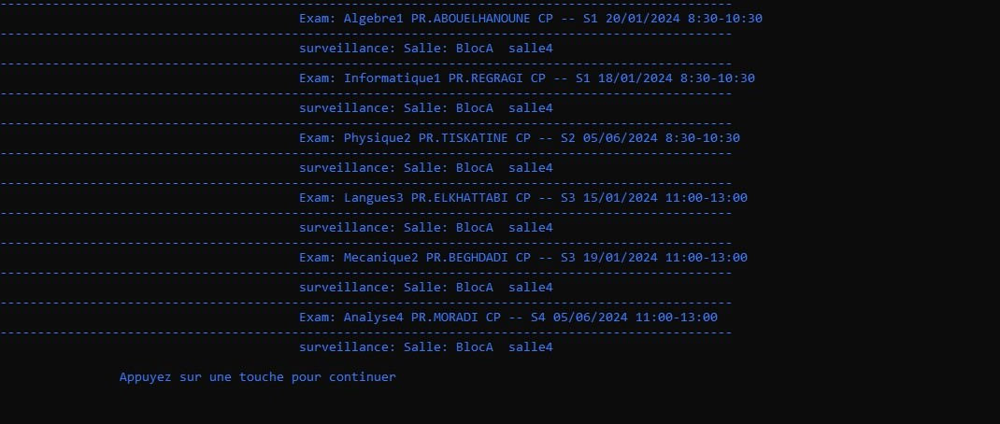 Exam: Algebre1 PR.ABOUELHANOUNE CP -- S1 20/01/2024 8:30-10:30
surveillance: Salle: BlocA  salle4
Exam: Informatique1 PR.REGRAGI CP -- S1 18/01/2024 8:30-10:30
surveillance: Salle: BlocA  salle4
Exam: Physique2 PR.TISKATINE CP -- S2 05/06/2024 8:30-10:30
surveillance: Salle: BlocA  salle4
Exam: Langues3 PR.ELKHATTABI CP -- S3 15/01/2024 11:00-13:00
surveillance: Salle: BlocA  salle4
Exam: Mecanique2 PR.BEGHDADI CP -- S3 19/01/2024 11:00-13:00
surveillance: Salle: BlocA  salle4
Exam: Analyse4 PR.MORADI CP -- S4 05/06/2024 11:00-13:00
surveillance: Salle: BlocA  salle4
Appuyez sur une touche pour continuer